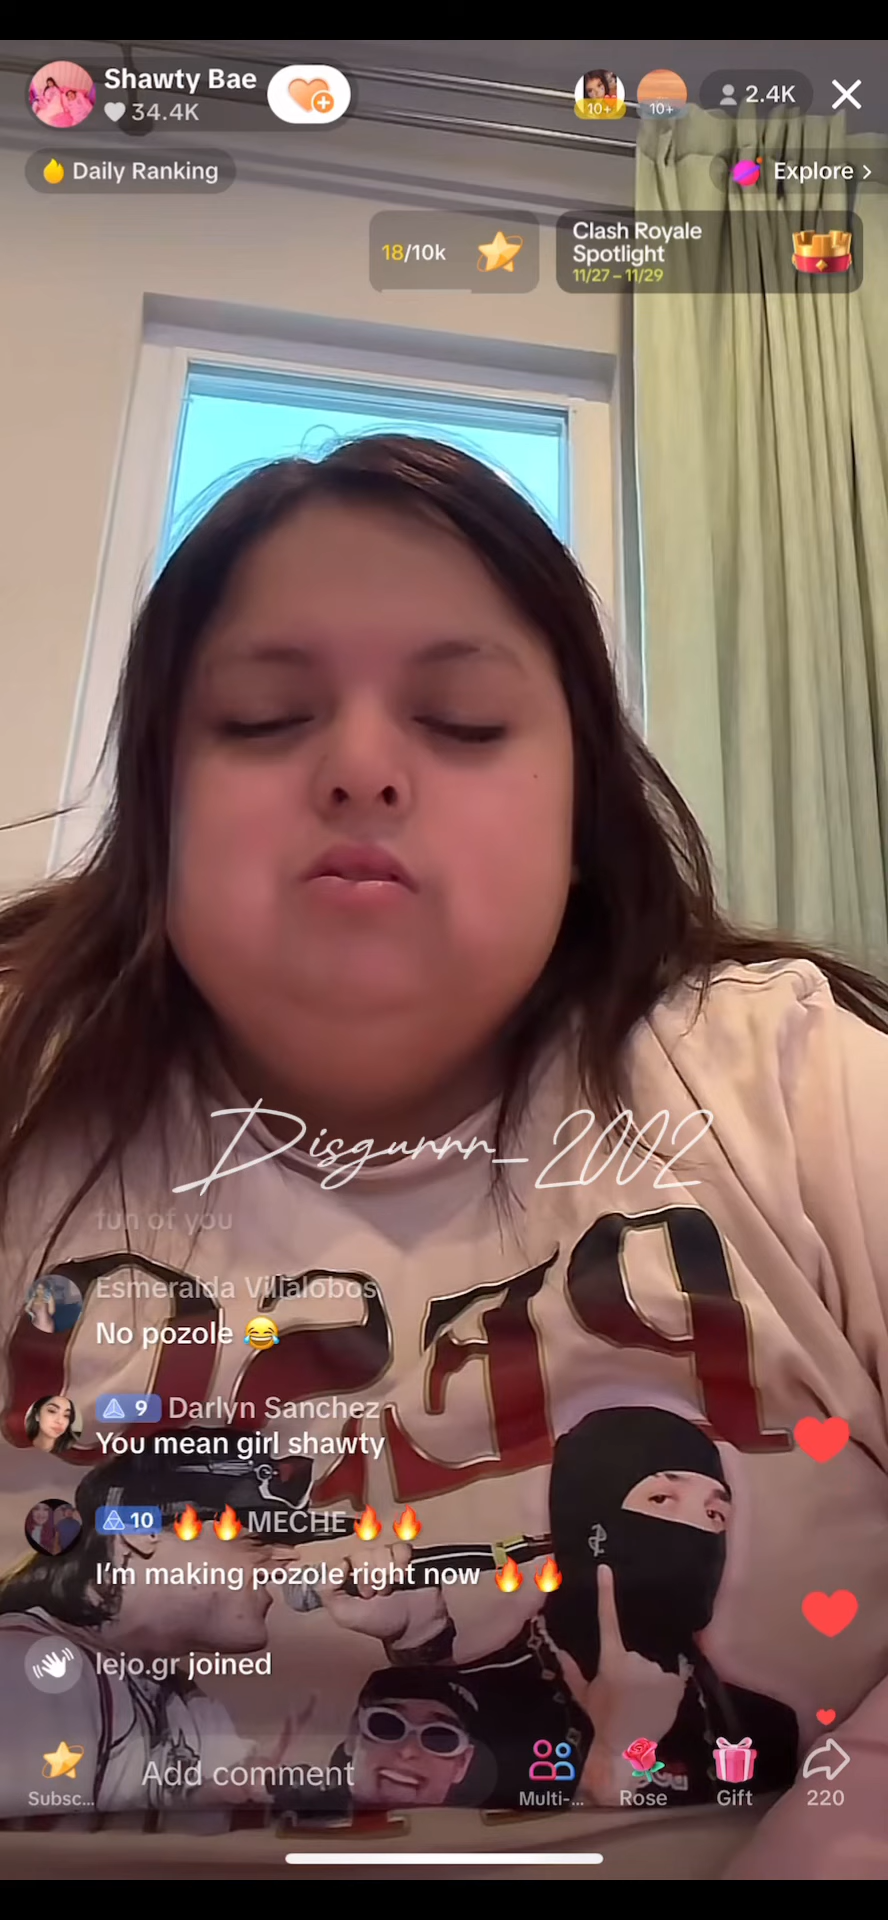 Shawty Bae
34.4K
10+
10+
2.4K
Daily Ranking
Explore
18/10k
Clash Royale
Spotlight
11/27 – 11/29
Disgurrr_2002
fun of you
Esmeralda Villalobos
No pozole 😂
9 Darlyn Sanchez
You mean girl shawty
10 🔥🔥MECHE🔥🔥
I'm making pozole right now 🔥🔥
lejo.gr joined
Add comment
Subsc...
Multi-...
Rose
Gift
220
PESO